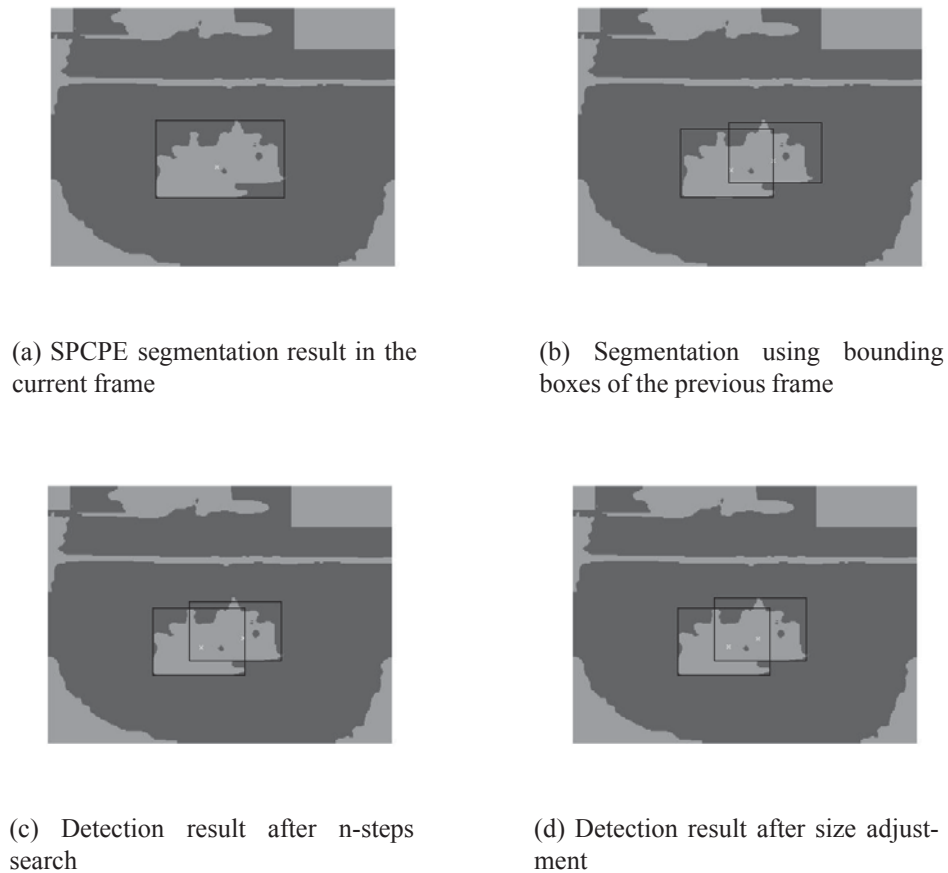 (a) SPCPE segmentation result in the
current frame
(b) Segmentation using bounding
boxes of the previous frame
(c) Detection result after n-steps
search
(d) Detection result after size adjust-
ment